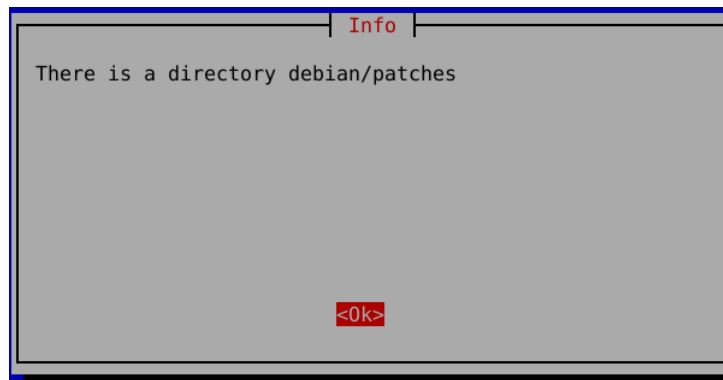 Info
There is a directory debian/patches
<Ok>